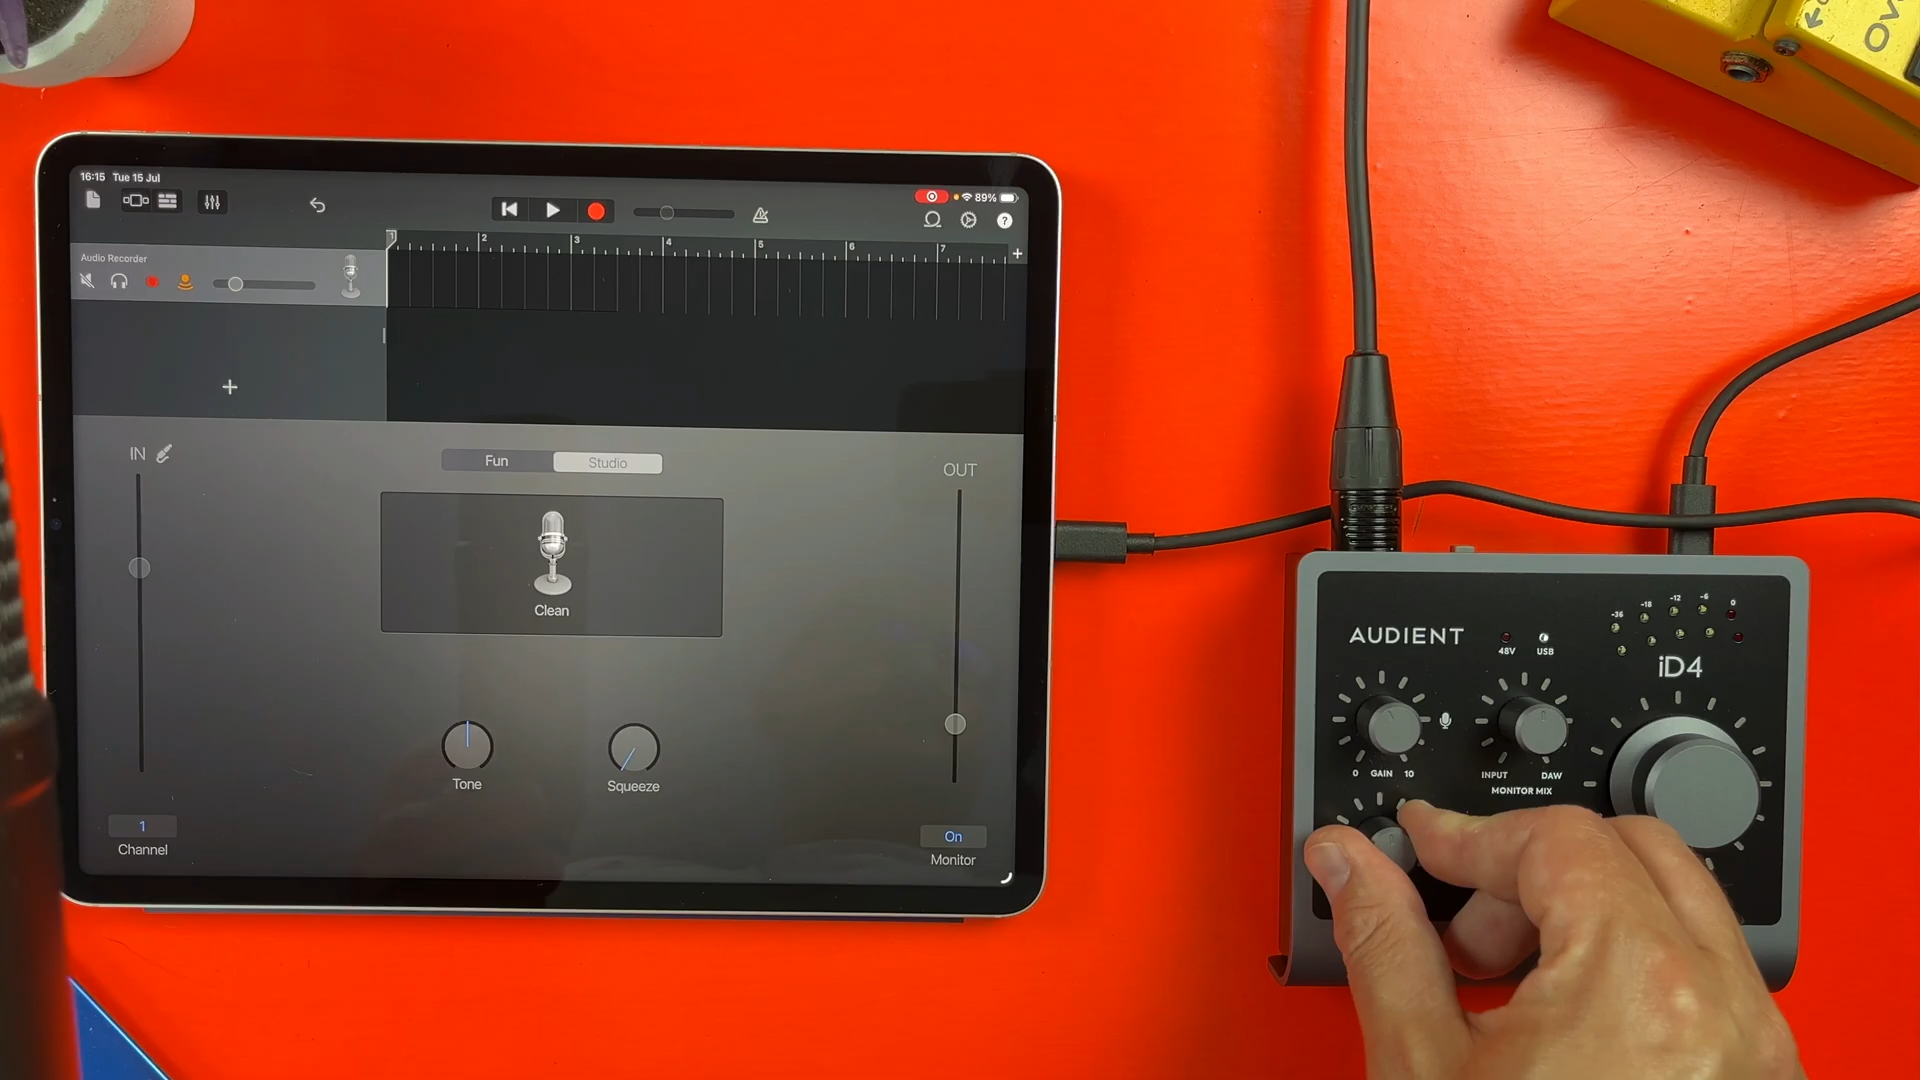 16:15 Tue 15 Jul
89%
?
1 2 3 4 5 6 7
Audio Recorder
IN
Fun Studio
OUT
Clean
Tone
Squeeze
1
Channel
On
Monitor
AUDIENT
48V USB
-36 -18 -12 -6 0
iD4
0 GAIN 10
INPUT DAW
MONITOR MIX